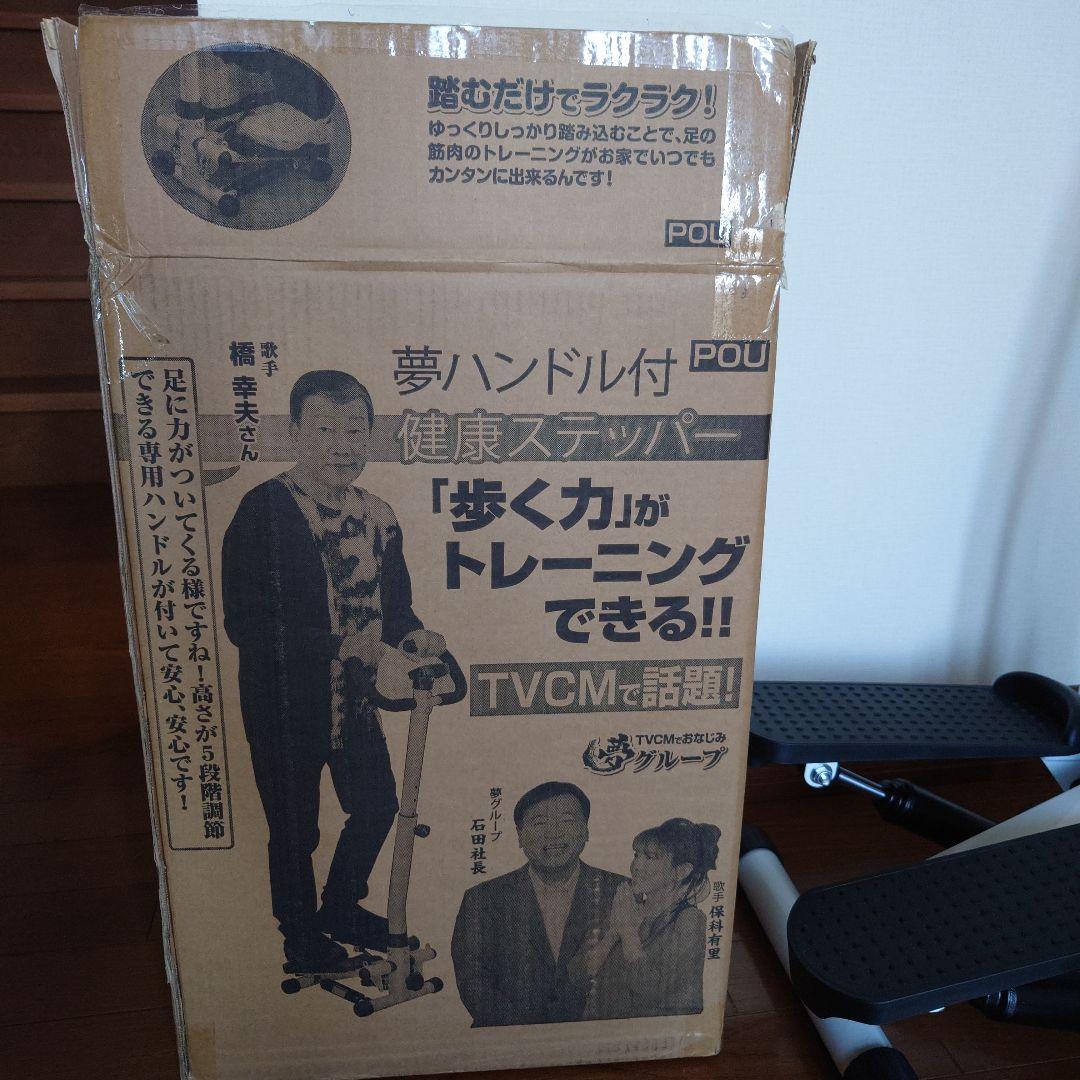 踏むだけでラクラク!
ゆっくりしっかり踏み込むことで、足の
筋肉のトレーニングがお家でいつでも
カンタンに出来るんです!
POU
POU
夢ハンドル付
健康ステッパー
「歩く力」が
トレーニング
できる!!
TVCMで話題!
歌手
橋 幸夫さん
足に力がついてくる様ですね!高さが5段階調節
できる専用ハンドルが付いて安心、安心です!
TVCMでおなじみ
夢グループ
夢グループ
石田社長
歌手 保科有里